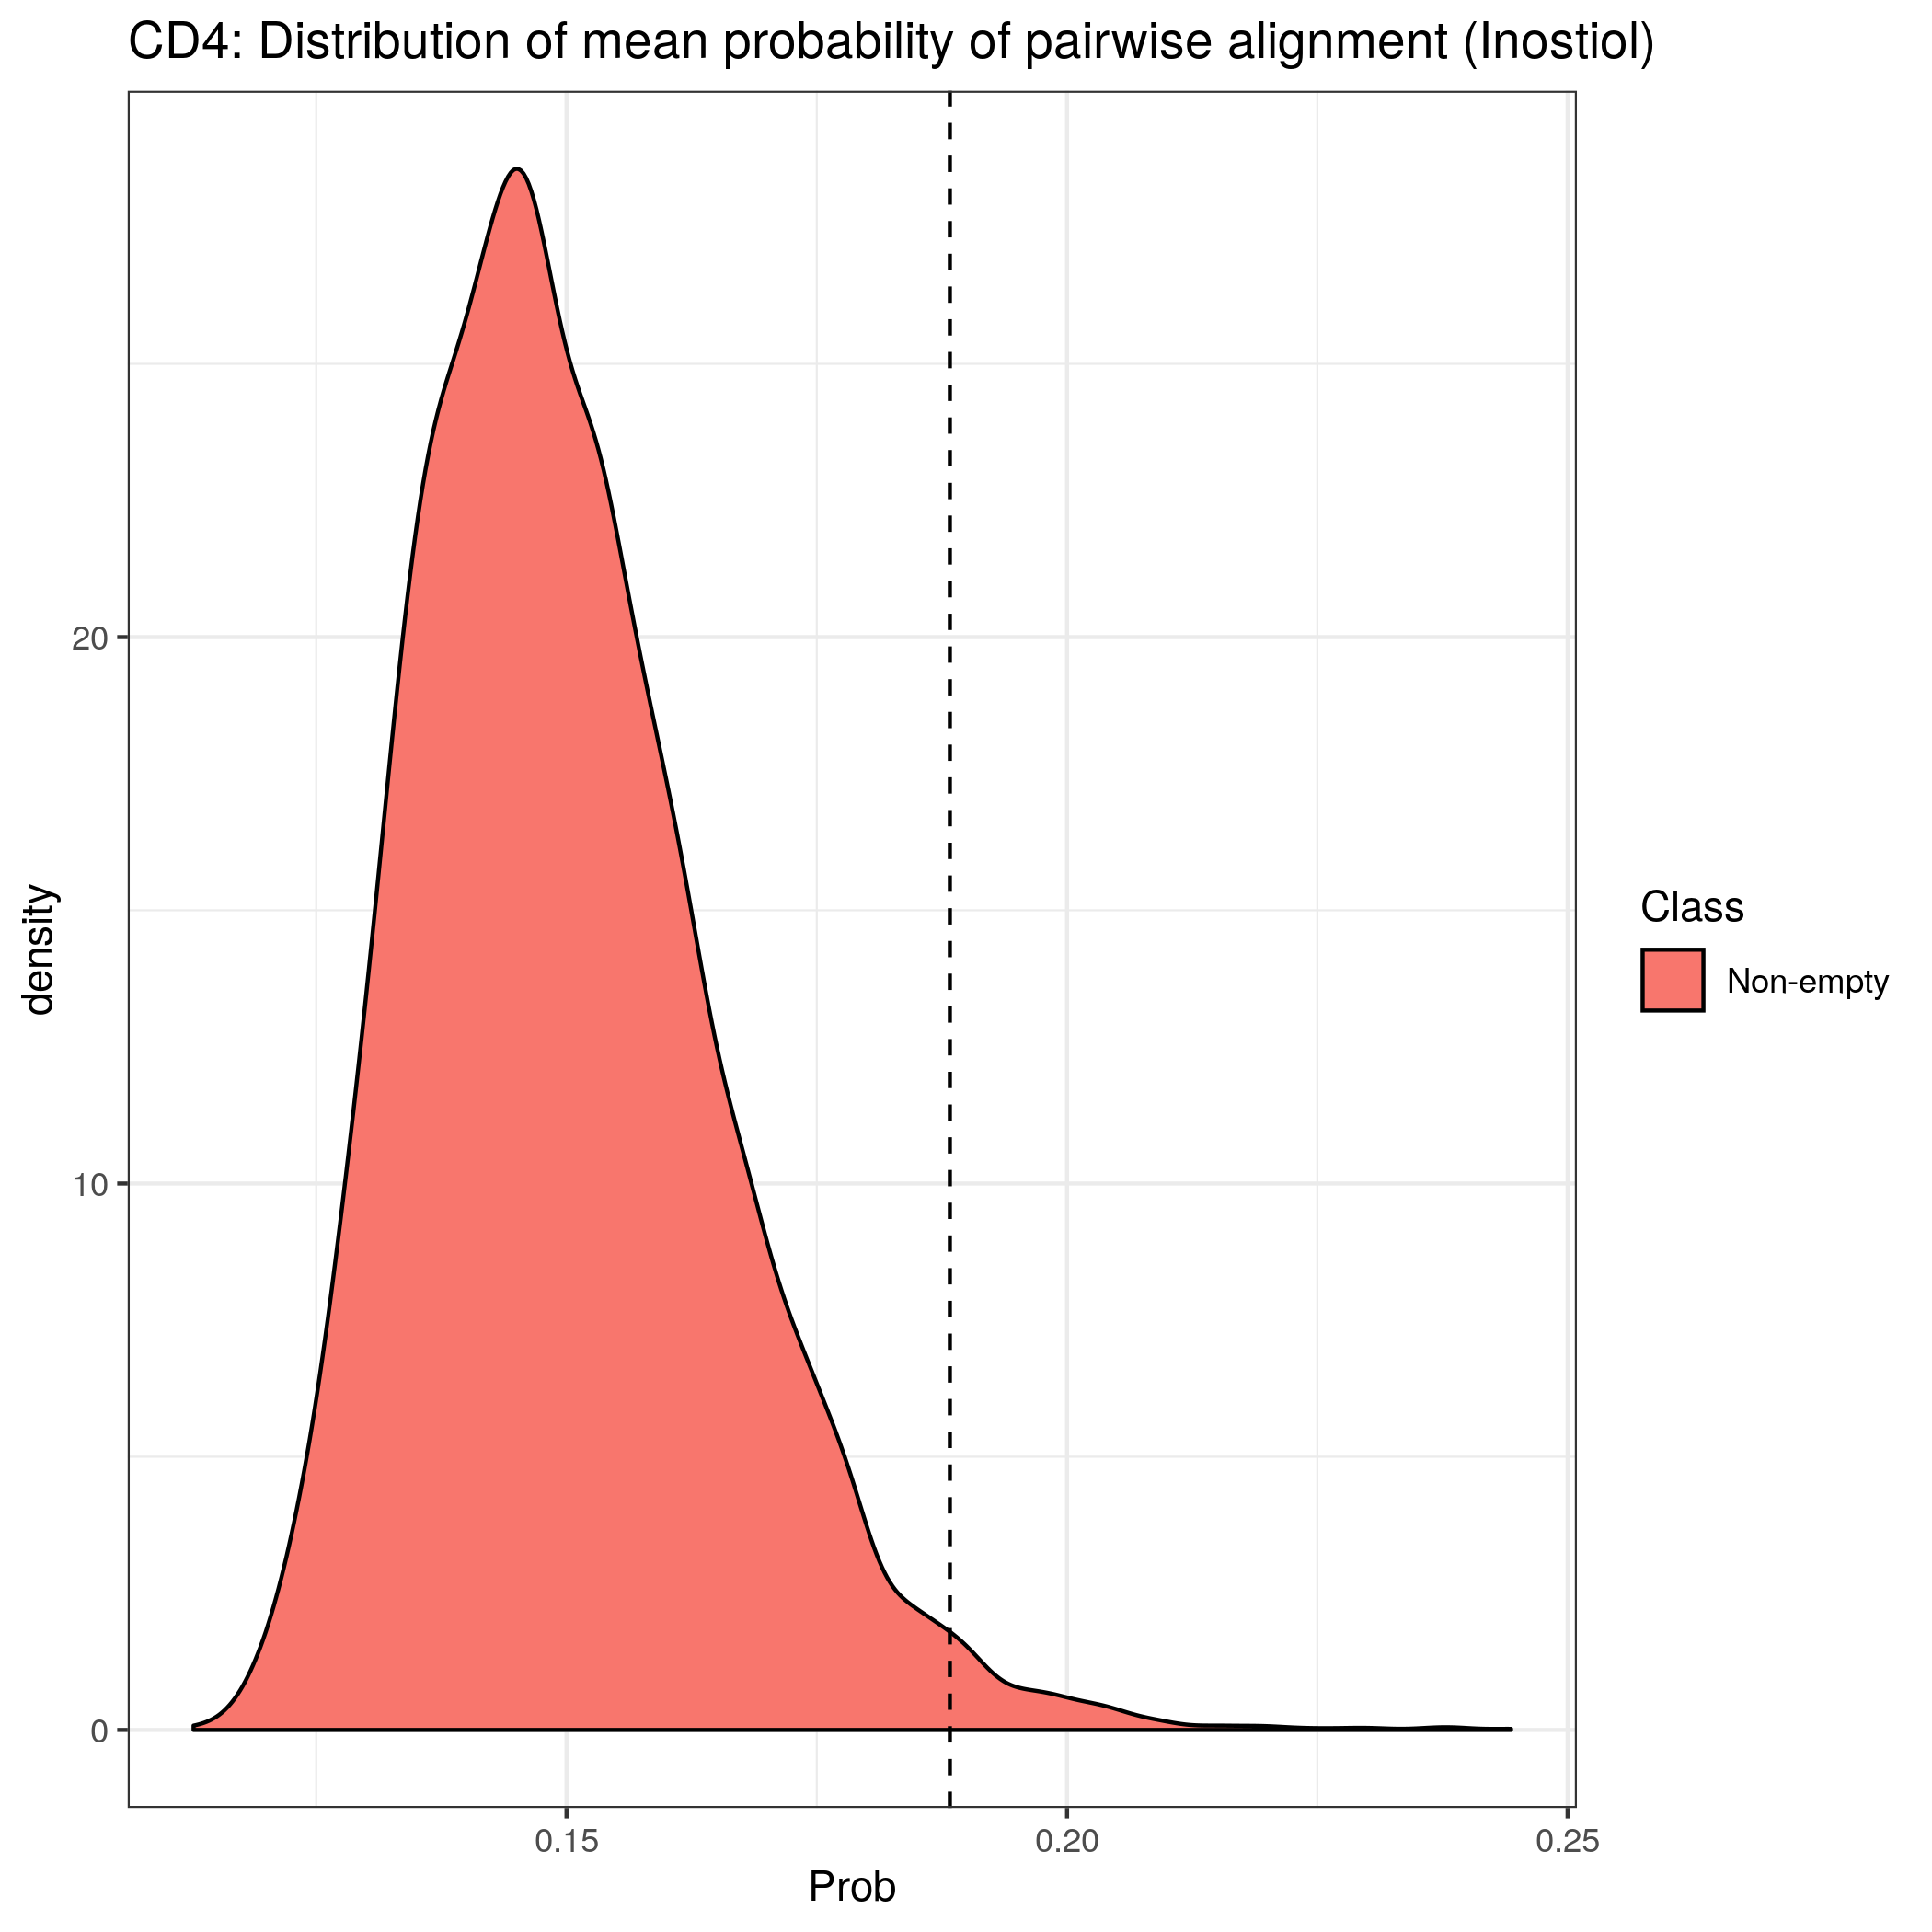 CD4: Distribution of mean probability of pairwise alignment (Inostiol)
density
20
10
0
0.15
0.20
0.25
Prob
Class
Non-empty